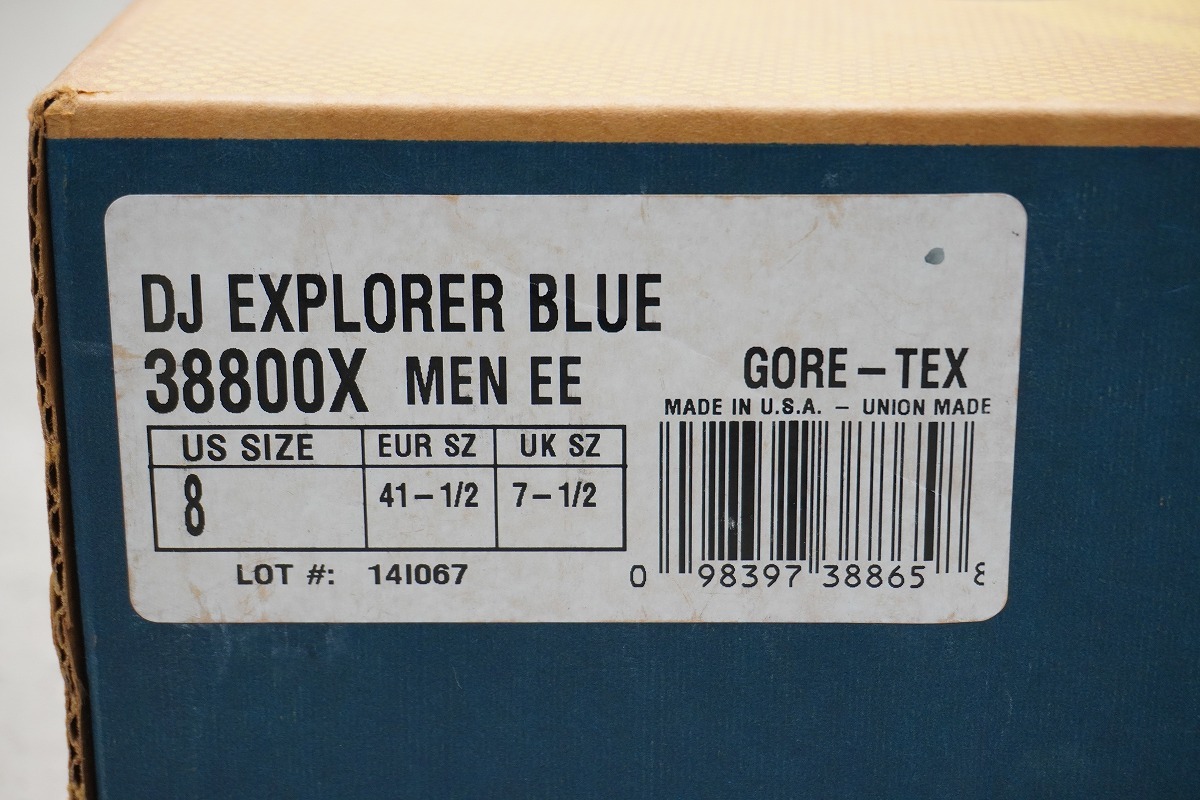 DJ EXPLORER BLUE
38800X MEN EE
GORE-TEX
MADE IN U.S.A. - UNION MADE
US SIZE EUR SZ UK SZ
8 41-1/2 7-1/2
LOT #: 14I067
0 98397 38865 8